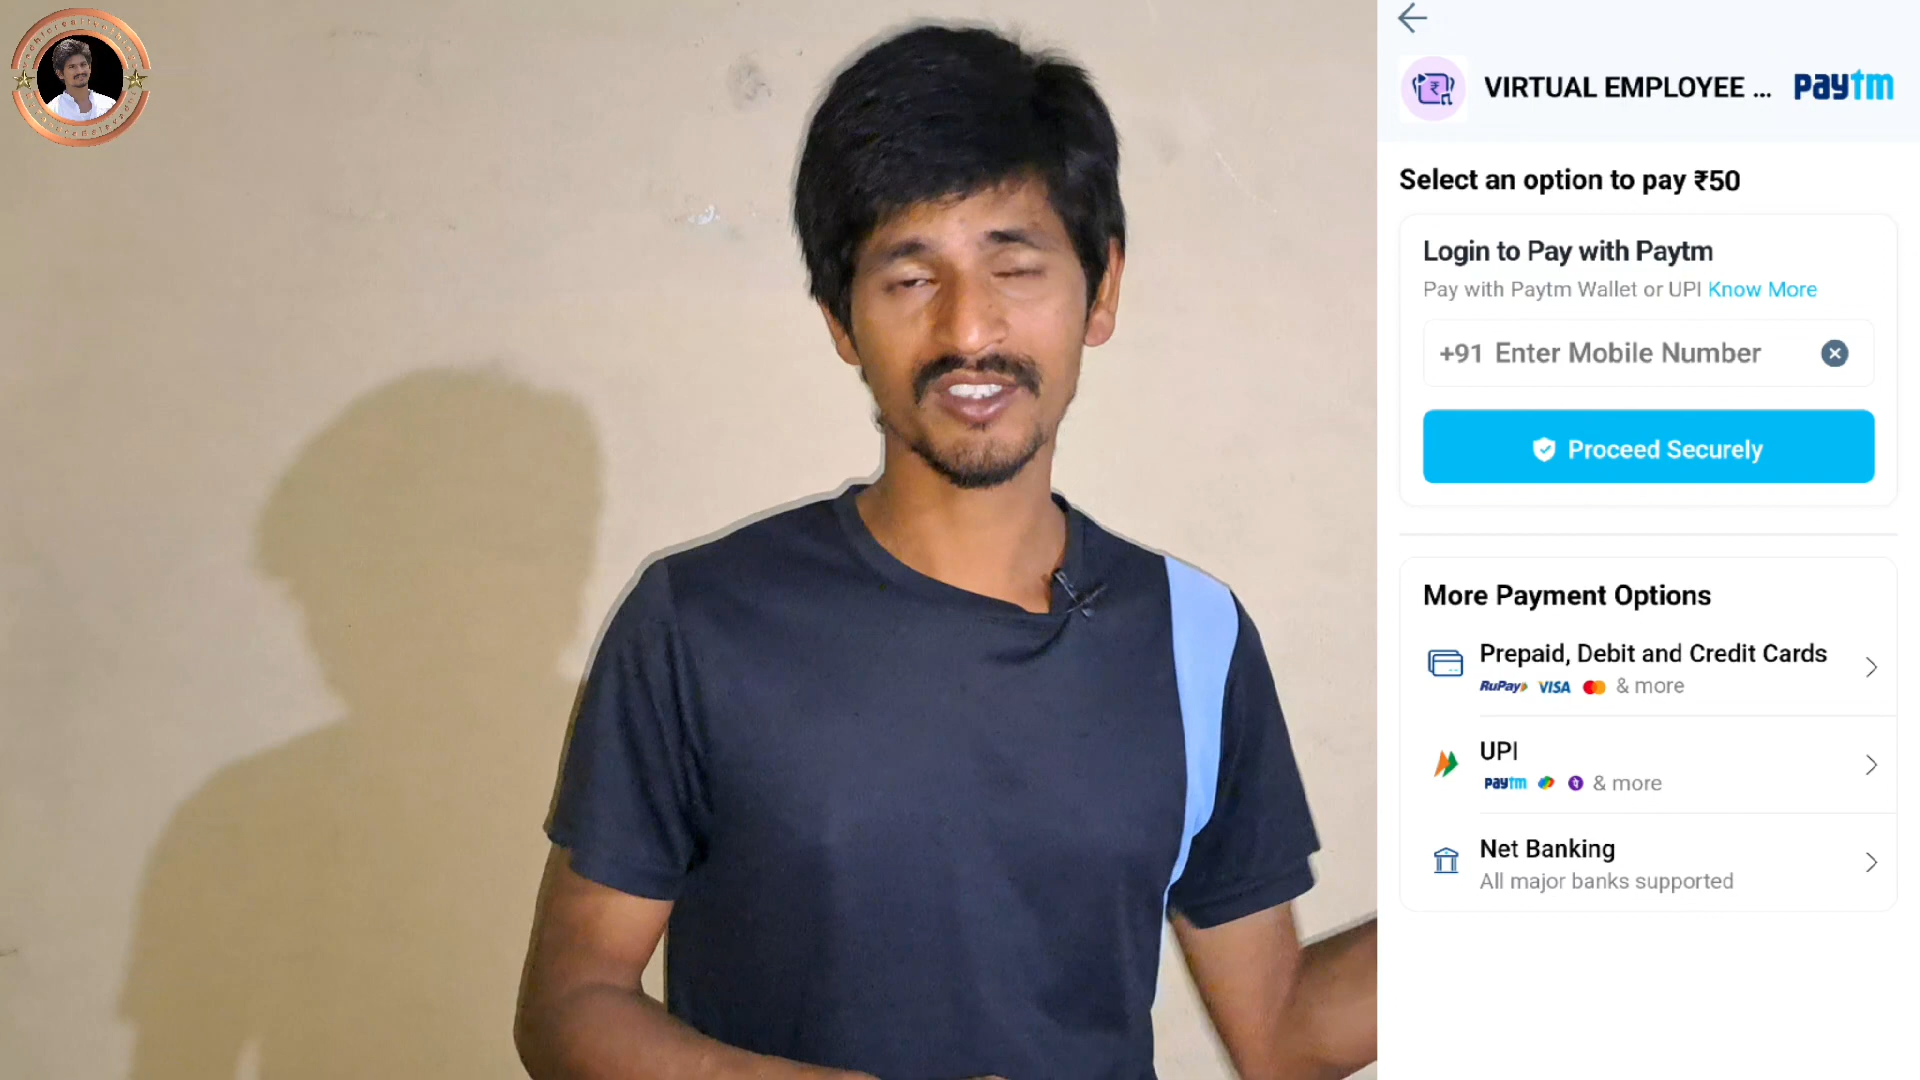 VIRTUAL EMPLOYEE ...
paytm
Select an option to pay ₹50
Login to Pay with Paytm
Pay with Paytm Wallet or UPI Know More
+91 Enter Mobile Number
Proceed Securely
More Payment Options
Prepaid, Debit and Credit Cards
RuPay VISA & more
UPI
paytm & more
Net Banking
All major banks supported